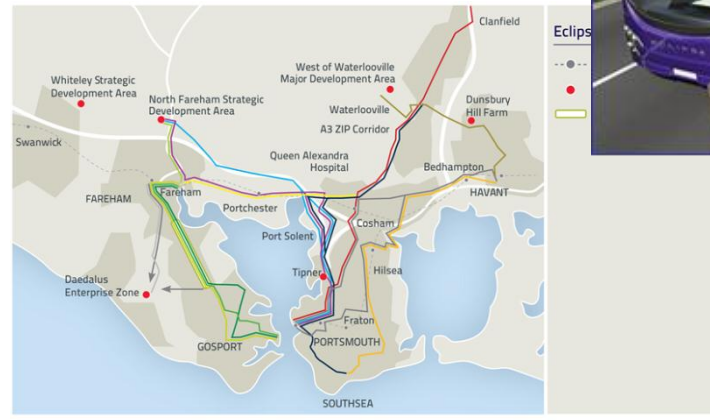 Clanfield
Eclips
West of Waterlooville
Major Development Area
Whiteley Strategic
Development Area
North Fareham Strategic
Development Area
Waterlooville
Dunsbury
Hill Farm
A3 ZIP Corridor
Swanwick
Queen Alexandra
Hospital
Bedhampton
Fareham
HAVANT
FAREHAM
Portchester
Cosham
Port Solent
Tipner
Hilsea
Daedalus
Enterprise Zone
Fraton
GOSPORT
PORTSMOUTH
SOUTHSEA